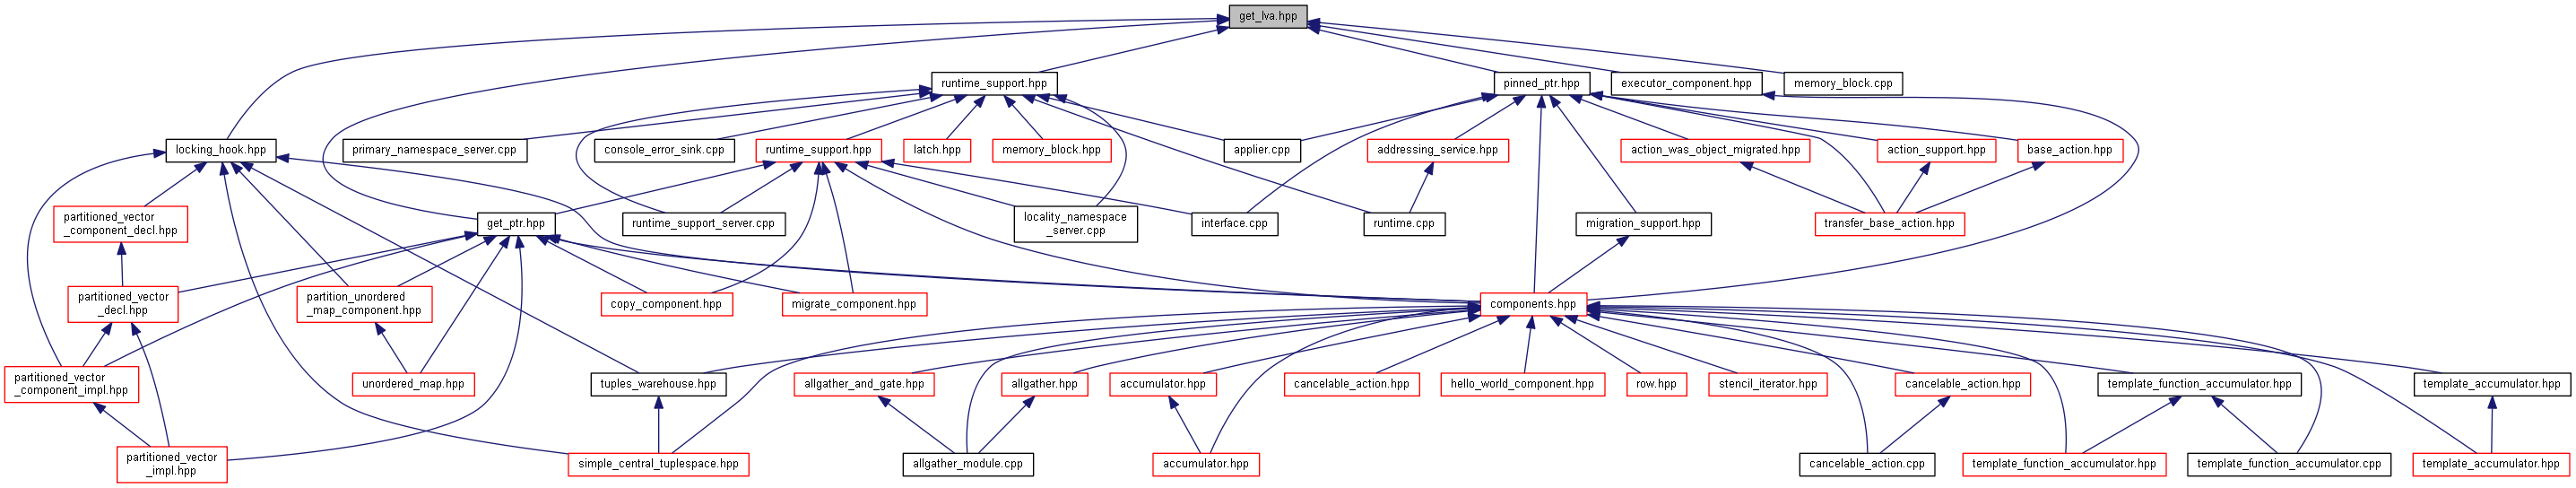 get_lva.hpp
runtime_support.hpp
pinned_ptr.hpp
executor_component.hpp
memory_block.cpp
locking_hook.hpp
primary_namespace_server.cpp
console_error_sink.cpp
runtime_support.hpp
latch.hpp
memory_block.hpp
applier.cpp
addressing_service.hpp
action_was_object_migrated.hpp
action_support.hpp
base_action.hpp
partitioned_vector
_component_decl.hpp
get_ptr.hpp
runtime_support_server.cpp
locality_namespace
_server.cpp
interface.cpp
runtime.cpp
migration_support.hpp
transfer_base_action.hpp
partitioned_vector
_decl.hpp
partition_unordered
_map_component.hpp
copy_component.hpp
migrate_component.hpp
components.hpp
partitioned_vector
_component_impl.hpp
unordered_map.hpp
tuples_warehouse.hpp
allgather_and_gate.hpp
allgather.hpp
accumulator.hpp
cancelable_action.hpp
hello_world_component.hpp
row.hpp
stencil_iterator.hpp
cancelable_action.hpp
template_function_accumulator.hpp
template_accumulator.hpp
partitioned_vector
_impl.hpp
simple_central_tuplespace.hpp
allgather_module.cpp
accumulator.hpp
cancelable_action.cpp
template_function_accumulator.hpp
template_function_accumulator.cpp
template_accumulator.hpp